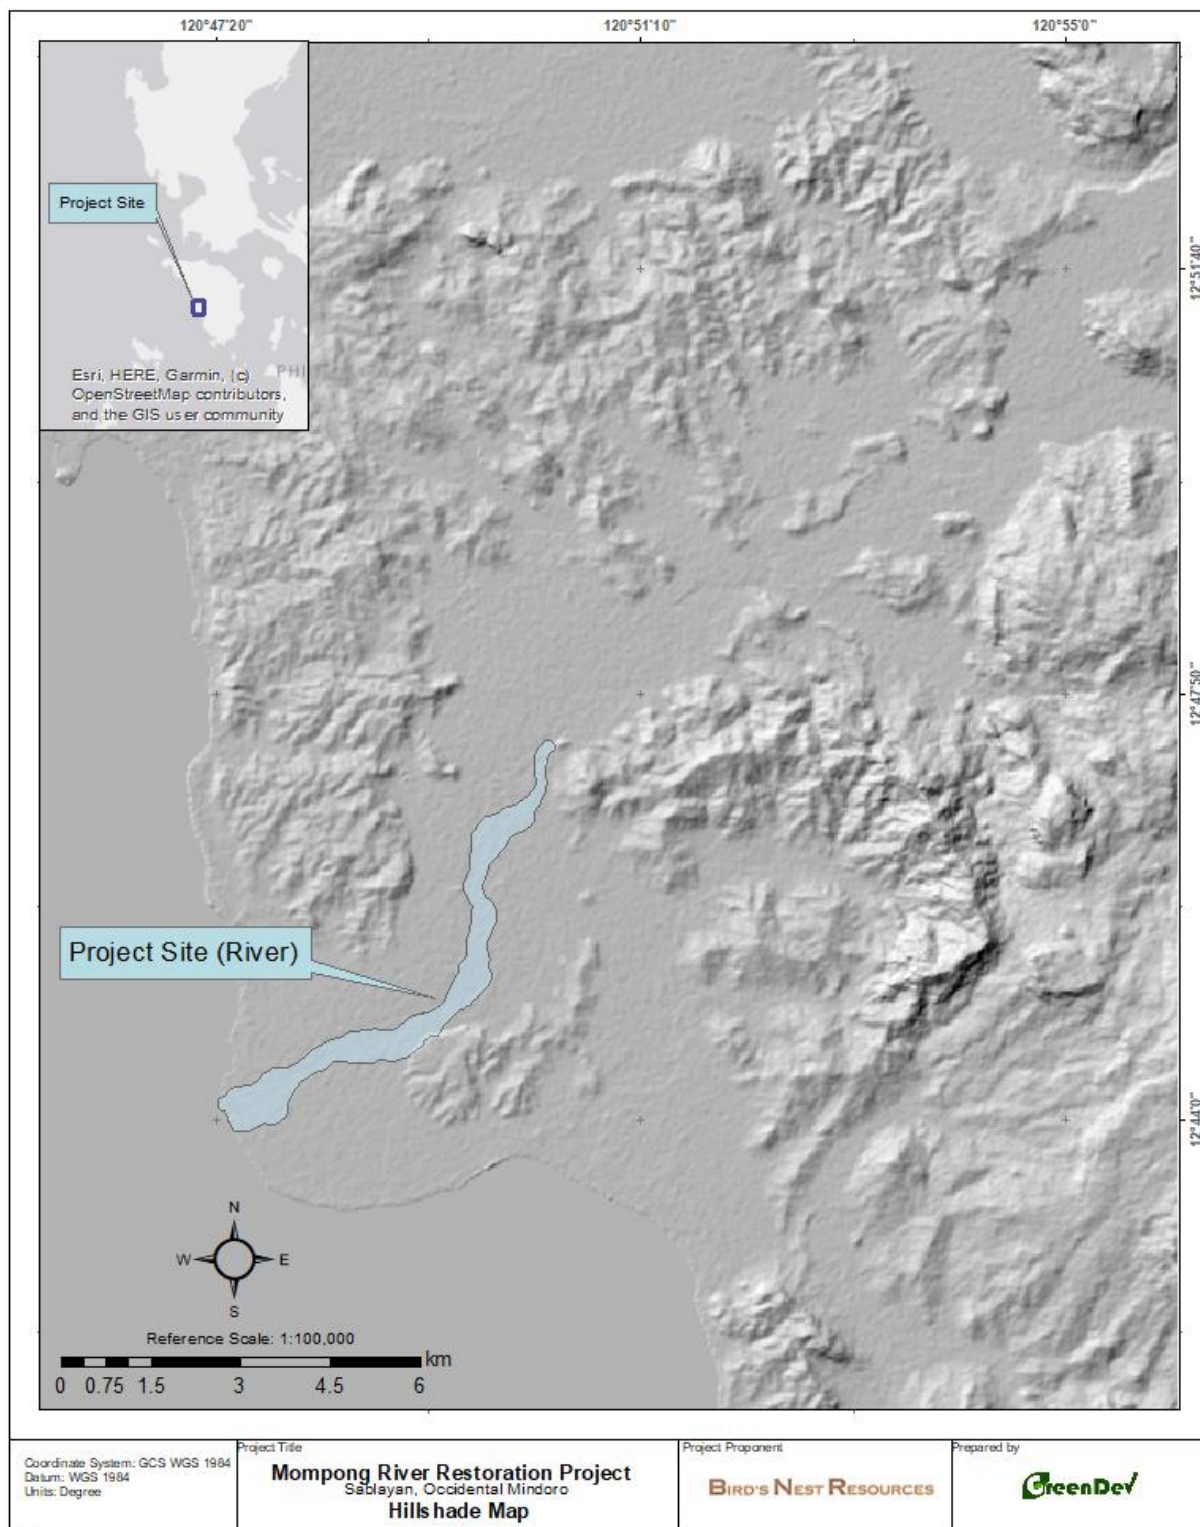 120°47'20"
120°51'10"
120°55'0"
Project Site
Esri, HERE, Garmin, (c)
OpenStreetMap contributors,
and the GIS user community
PHI
12°51'40"
12°47'50"
12°44'0"
Project Site (River)
N
W
E
S
Reference Scale: 1:100,000
km
0 0.75 1.5 3 4.5 6
Coordinate System: GCS WGS 1984
Datum: WGS 1984
Units: Degree
Project Title
Mompong River Restoration Project
Sablayan, Occidental Mindoro
Hillshade Map
Project Proponent
BIRD'S NEST RESOURCES
Prepared by
GreenDev